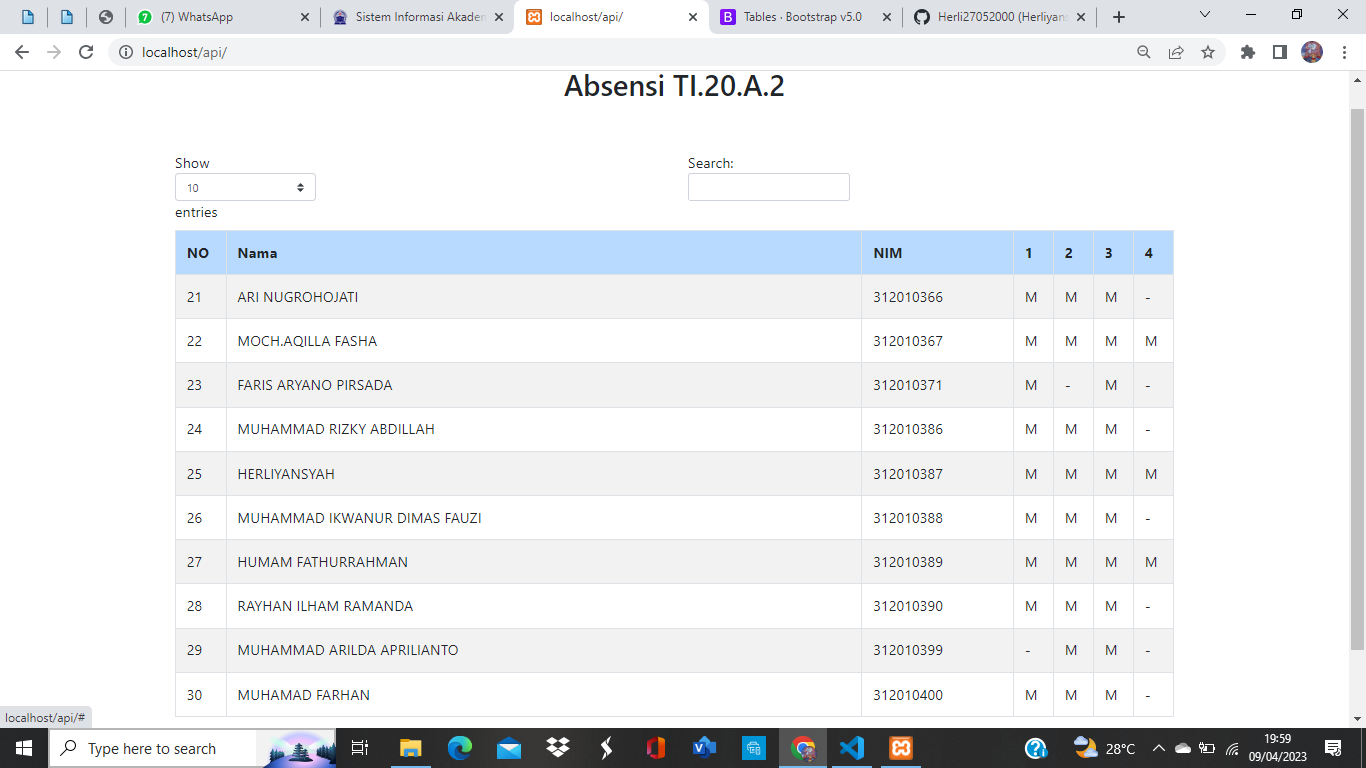 (7) WhatsApp
Sistem Informasi Akaden
localhost/api/
Tables · Bootstrap v5.0
Herli27052000 (Herliyans
localhost/api/
Absensi TI.20.A.2
Show
Search:
10
entries
NO Nama NIM 1 2 3 4
21 ARI NUGROHOJATI 312010366 M M M -
22 MOCH.AQILLA FASHA 312010367 M M M M
23 FARIS ARYANO PIRSADA 312010371 M - M -
24 MUHAMMAD RIZKY ABDILLAH 312010386 M M M -
25 HERLIYANSYAH 312010387 M M M M
26 MUHAMMAD IKWANUR DIMAS FAUZI 312010388 M M M -
27 HUMAM FATHURRAHMAN 312010389 M M M M
28 RAYHAN ILHAM RAMANDA 312010390 M M M -
29 MUHAMMAD ARILDA APRILIANTO 312010399 - M M -
30 MUHAMAD FARHAN 312010400 M M M -
localhost/api/#
Type here to search
28°C
19:59
09/04/2023